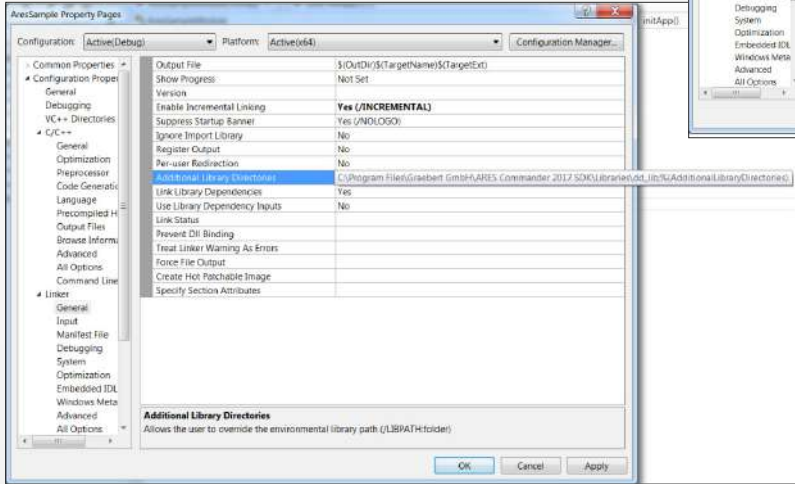 AresSample Property Pages
Configuration: Active(Debug) Platform: Active(x64) Configuration Manager...
Common Properties
Configuration Proper
General
Debugging
VC++ Directories
C/C++
General
Optimization
Preprocessor
Code Generatic
Language
Precompiled H
Output Files
Browse Informa
Advanced
All Options
Command Line
Linker
General
Input
Manifest File
Debugging
System
Optimization
Embedded IDL
Windows Meta
Advanced
All Options
Output File $(OutDir)$(TargetName)$(TargetExt)
Show Progress Not Set
Version
Enable Incremental Linking Yes (/INCREMENTAL)
Suppress Startup Banner Yes (/NOLOGO)
Ignore Import Library No
Register Output No
Per-user Redirection No
Additional Library Directories C:\Program Files\Graebert GmbH\ARES Commander 2017 SDK\Libraries\dd_lib;%(AdditionalLibraryDirectories)
Link Library Dependencies Yes
Use Library Dependency Inputs No
Link Status
Prevent Dll Binding
Treat Linker Warning As Errors
Force File Output
Create Hot Patchable Image
Specify Section Attributes
Additional Library Directories
Allows the user to override the environmental library path (/LIBPATH:folder)
OK Cancel Apply
initApp()
Debugging
System
Optimization
Embedded IDL
Windows Meta
Advanced
All Options